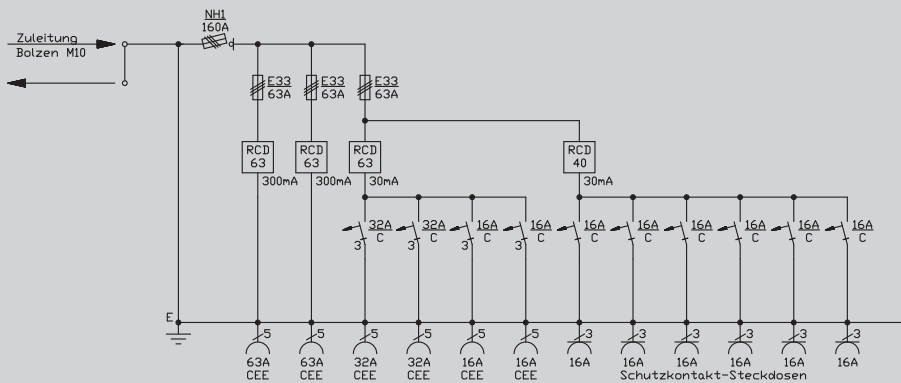 NH1
160A
Zuleitung
Bolzen M10
E33 E33 E33
63A 63A 63A
RCD RCD RCD RCD
63 63 63 40
300mA 300mA 30mA 30mA
32A 32A 16A 16A 16A 16A 16A 16A 16A 16A
C C C C C C C C C C
3 3 3 3
E
5 5 5 5 5 5 3 3 3 3 3 3
63A 63A 32A 32A 16A 16A 16A 16A 16A 16A 16A 16A
CEE CEE CEE CEE CEE CEE Schutzkontakt-Steckdosen